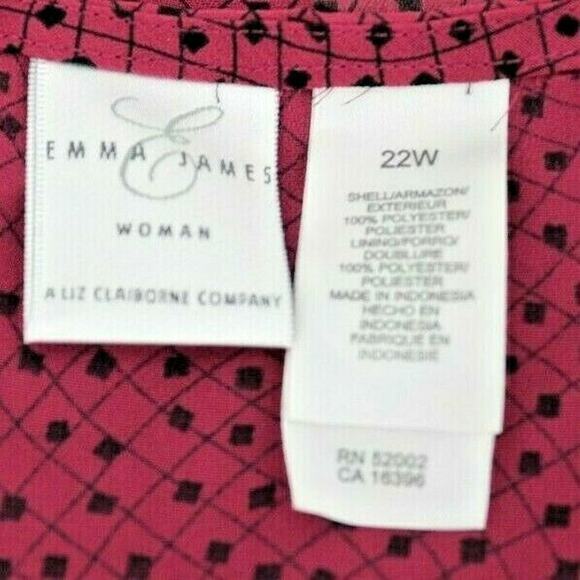 E
EMMA JAMES
WOMAN
A LIZ CLAIBORNE COMPANY
22W
SHELL/ARMAZON/
EXTERIEUR
100% POLYESTER/
POLIESTER
LINING/FORRO/
DOUBLURE
100% POLYESTER/
POLIESTER
MADE IN INDONESIA
HECHO EN
INDONESIA
FABRIQUE EN
INDONESIE
RN 52002
CA 16396